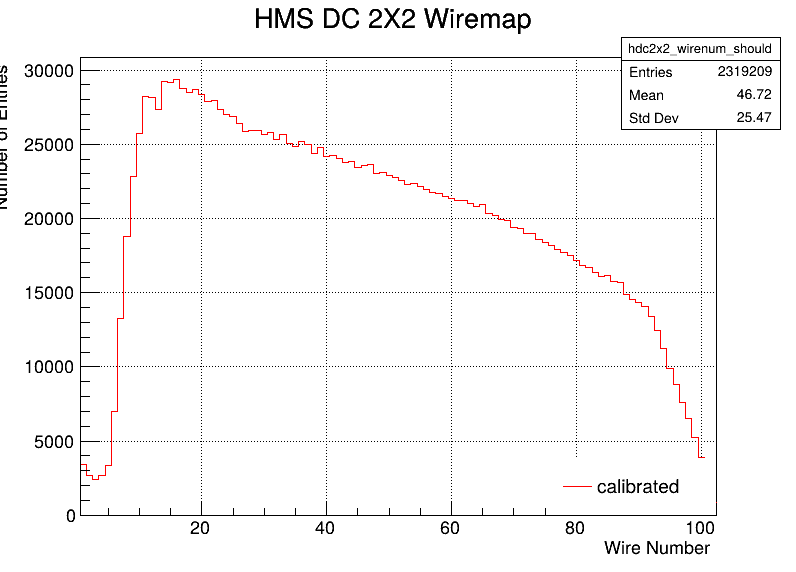 HMS DC 2X2 Wiremap
hdc2x2_wirenum_should
Entries 2319209
Mean 46.72
Std Dev 25.47
Number of Entries
30000
25000
20000
15000
10000
5000
0
calibrated
20 40 60 80 100
Wire Number